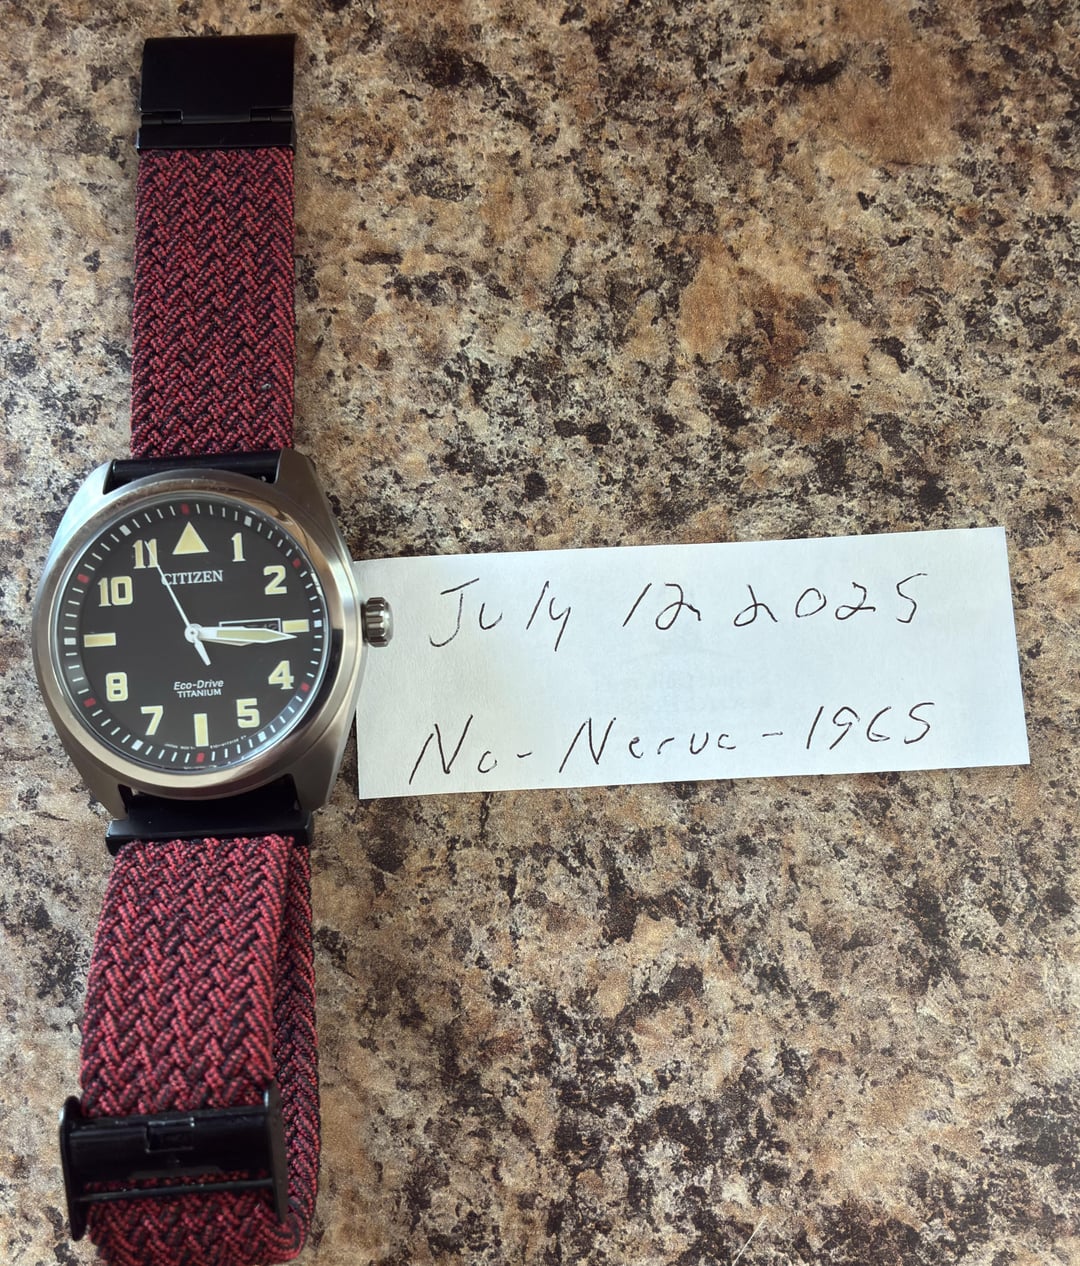 11
1
10
2
CITIZEN
8
4
Eco-Drive
TITANIUM
7
5
July 12 2025
No-Nerve-1965